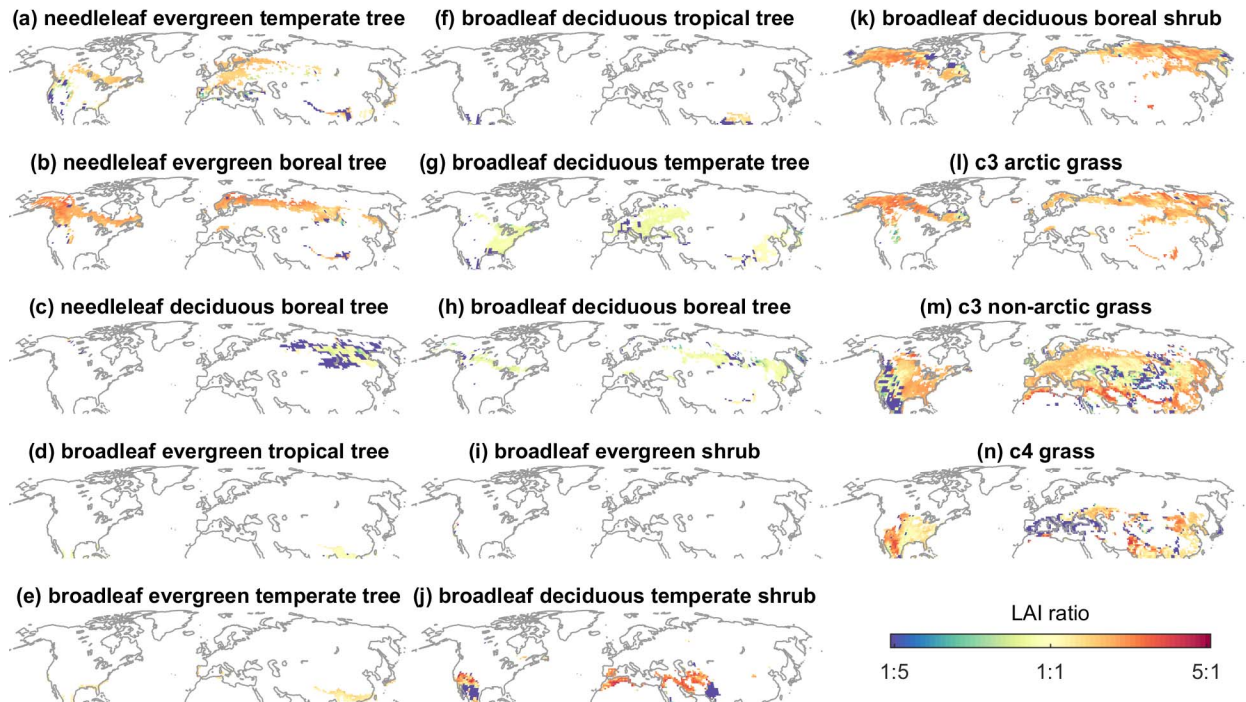 (a) needleleaf evergreen temperate tree
(f) broadleaf deciduous tropical tree
(k) broadleaf deciduous boreal shrub
(b) needleleaf evergreen boreal tree
(g) broadleaf deciduous temperate tree
(l) c3 arctic grass
(c) needleleaf deciduous boreal tree
(h) broadleaf deciduous boreal tree
(m) c3 non-arctic grass
(d) broadleaf evergreen tropical tree
(i) broadleaf evergreen shrub
(n) c4 grass
(e) broadleaf evergreen temperate tree
(j) broadleaf deciduous temperate shrub
LAI ratio
1:5 1:1 5:1